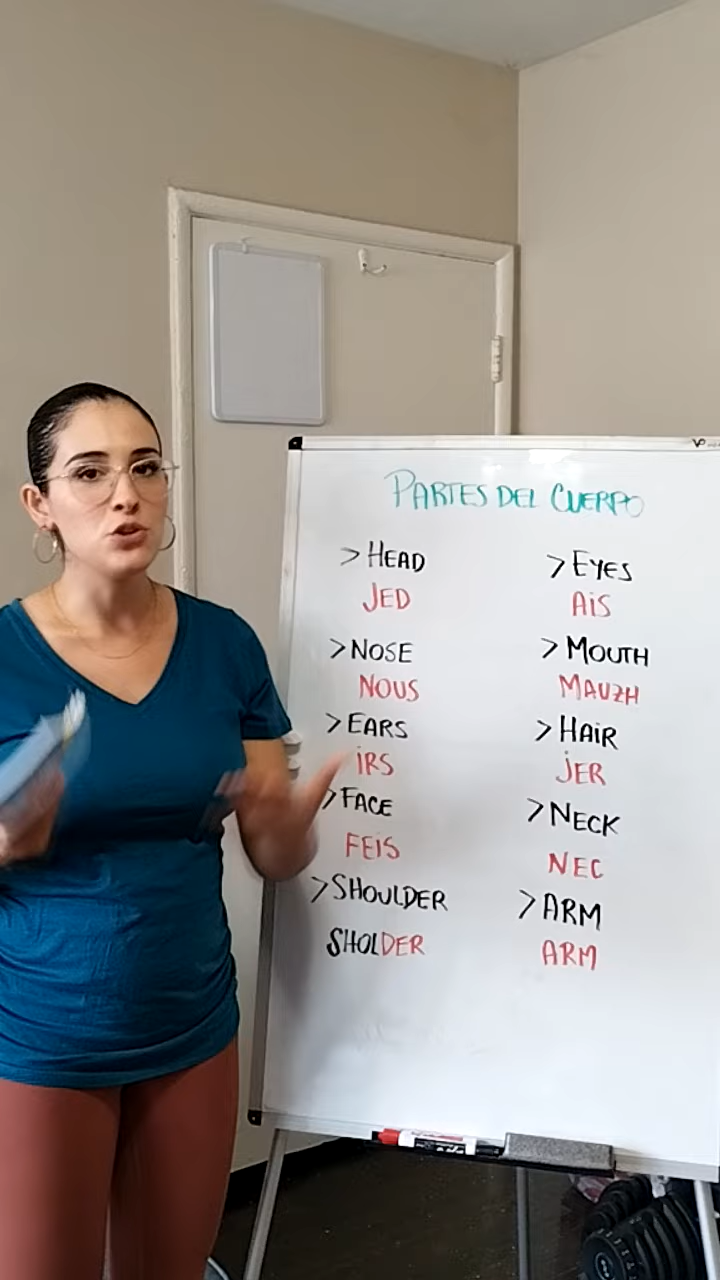 PARTES DEL CUERPO
> HEAD
JED
> NOSE
NOUS
> EARS
iRS
> FACE
FEiS
> SHOULDER
SHOLDER
> EYES
AiS
> MOUTH
MAUZH
> HAiR
JER
> NECK
NEC
> ARM
ARM